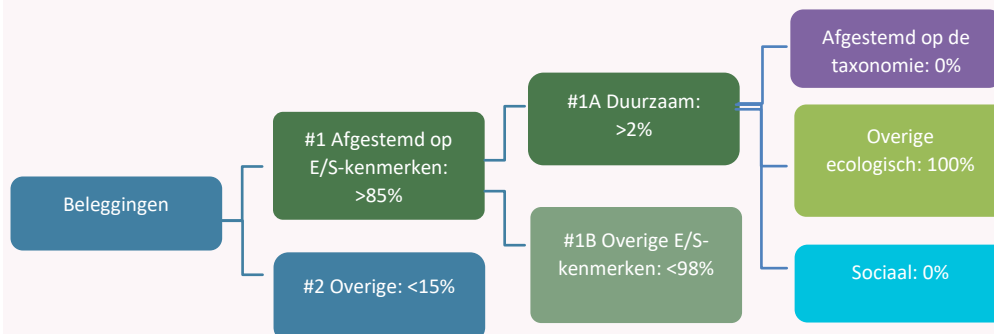 Beleggingen
#1 Afgestemd op
E/S-kenmerken:
>85%
#2 Overige: <15%
#1A Duurzaam:
>2%
#1B Overige E/S-
kenmerken: <98%
Afgestemd op de
taxonomie: 0%
Overige
ecologisch: 100%
Sociaal: 0%